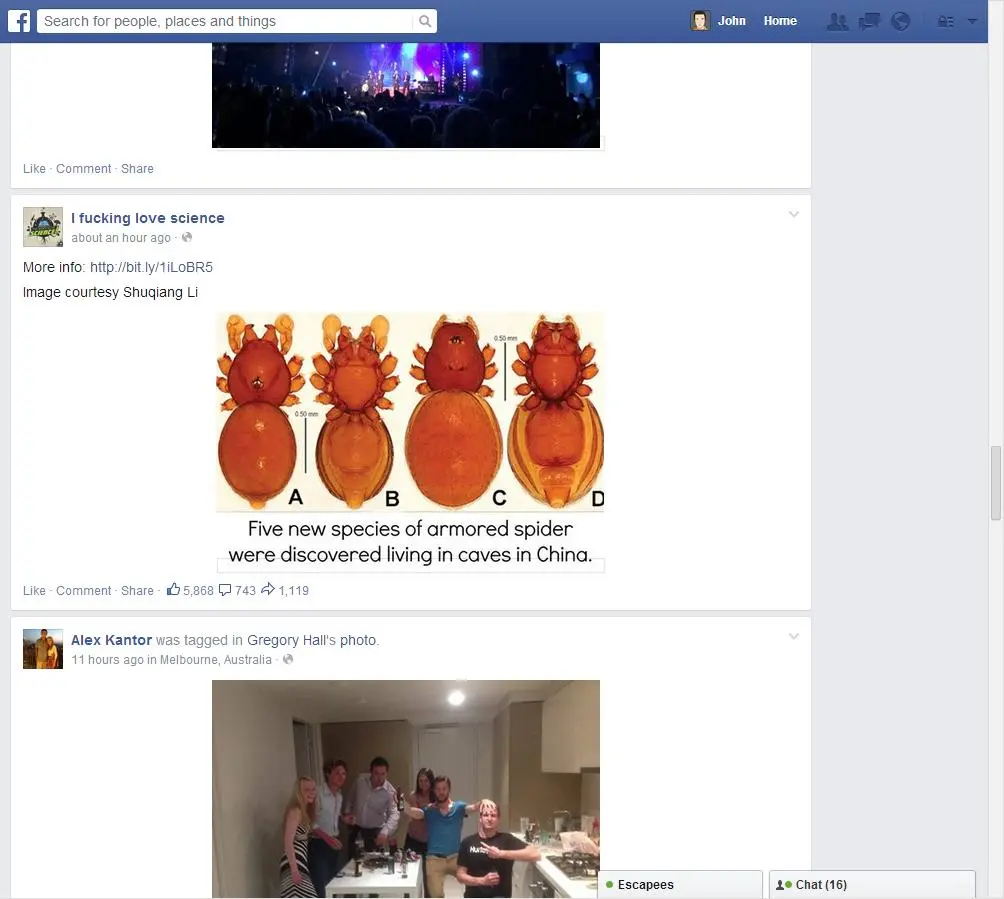 f
Search for people, places and things
John
Home
Like · Comment · Share
SCIENCE
I fucking love science
about an hour ago ·
More info: http://bit.ly/1iLoBR5
Image courtesy Shuqiang Li
0.50 mm
0.50 mm
A B C D
Five new species of armored spider
were discovered living in caves in China.
Like · Comment · Share · 5,868 743 1,119
Alex Kantor was tagged in Gregory Hall's photo.
11 hours ago in Melbourne, Australia ·
Hurley
Escapees
Chat (16)